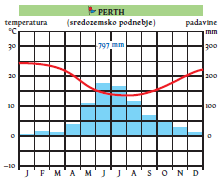 PERTH
temperatura (sredozemsko podnebje) padavine
°C 797 mm mm
30 300
20 200
10 100
0 0
-10
J F M A M J J A S O N D